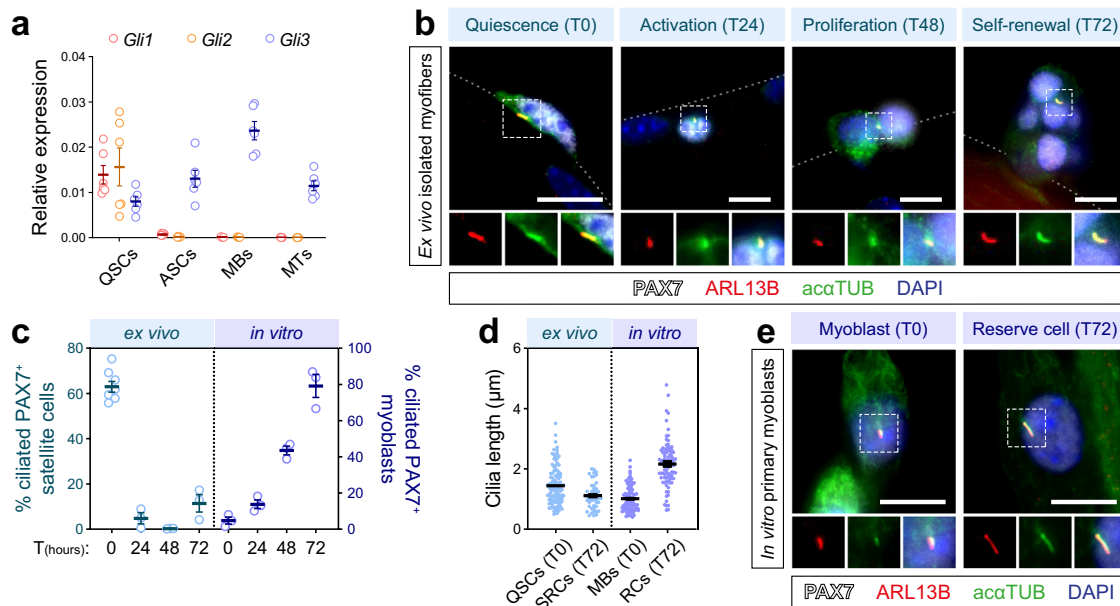 a
Gli1 Gli2 Gli3
Relative expression
0.04
0.03
0.02
0.01
0.00
QSCs ASCs MBs MTs
b
Quiescence (T0) Activation (T24) Proliferation (T48) Self-renewal (T72)
Ex vivo isolated myofibers
PAX7 ARL13B acαTUB DAPI
c
ex vivo in vitro
% ciliated PAX7+
satellite cells
80
60
40
20
0
100
80
60
40
20
0
% ciliated PAX7+
myoblasts
T(hours): 0 24 48 72 0 24 48 72
d
ex vivo in vitro
Cilia length (μm)
6
4
2
0
QSCs (T0) SRCs (T72) MBs (T0) RCs (T72)
e
Myoblast (T0) Reserve cell (T72)
In vitro primary myoblasts
PAX7 ARL13B acαTUB DAPI